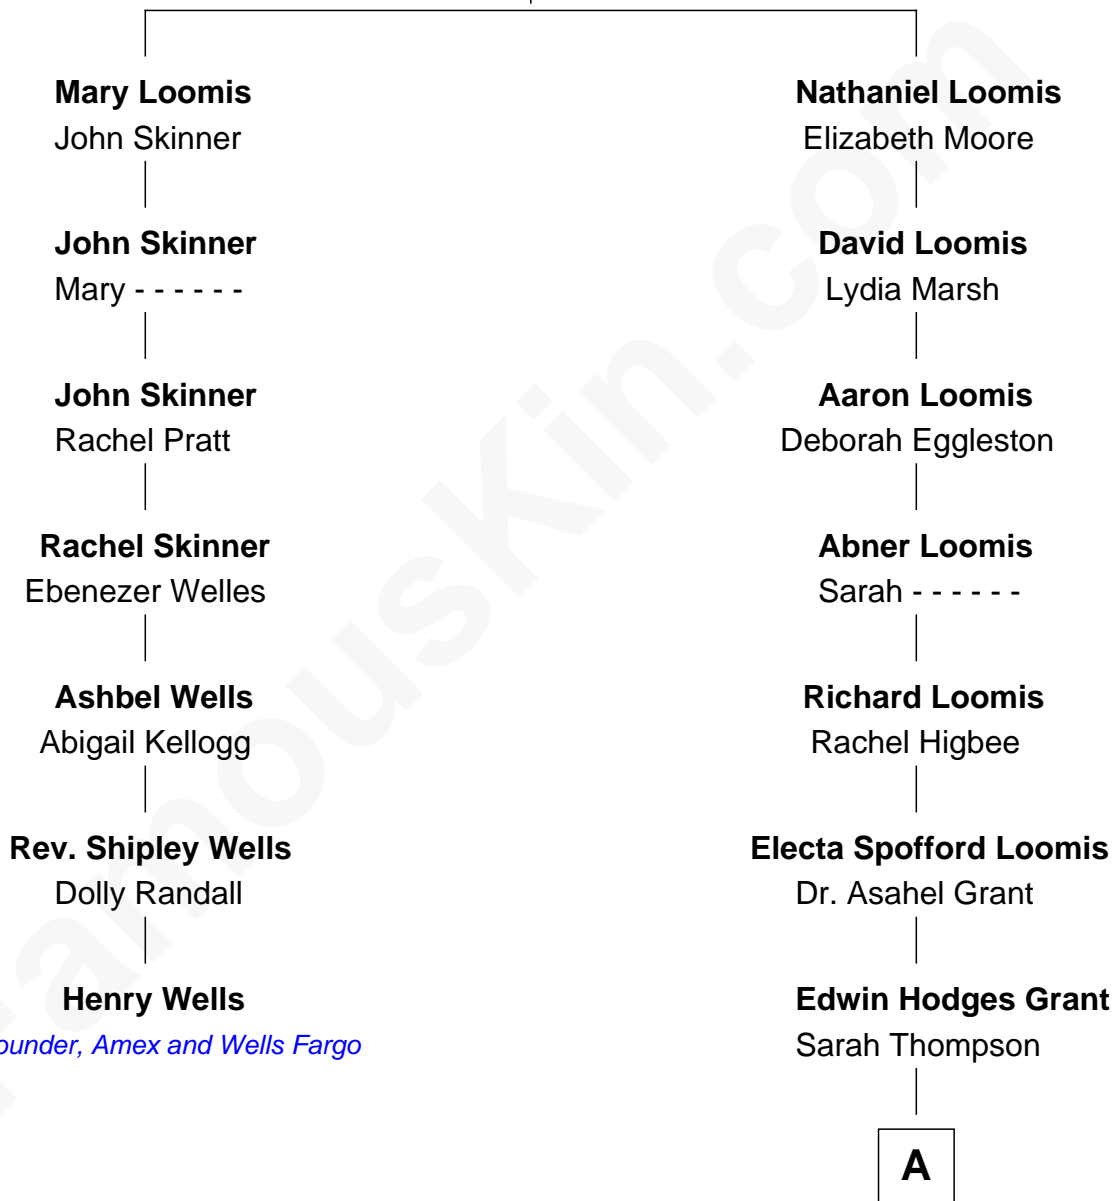 Mary Loomis
John Skinner
Nathaniel Loomis
Elizabeth Moore
John Skinner
Mary - - - - - -
David Loomis
Lydia Marsh
John Skinner
Rachel Pratt
Aaron Loomis
Deborah Eggleston
Rachel Skinner
Ebenezer Welles
Abner Loomis
Sarah - - - - - -
Ashbel Wells
Abigail Kellogg
Richard Loomis
Rachel Higbee
Rev. Shipley Wells
Dolly Randall
Electa Spofford Loomis
Dr. Asahel Grant
Henry Wells
ounder, Amex and Wells Fargo
Edwin Hodges Grant
Sarah Thompson
A
FamousKin.com